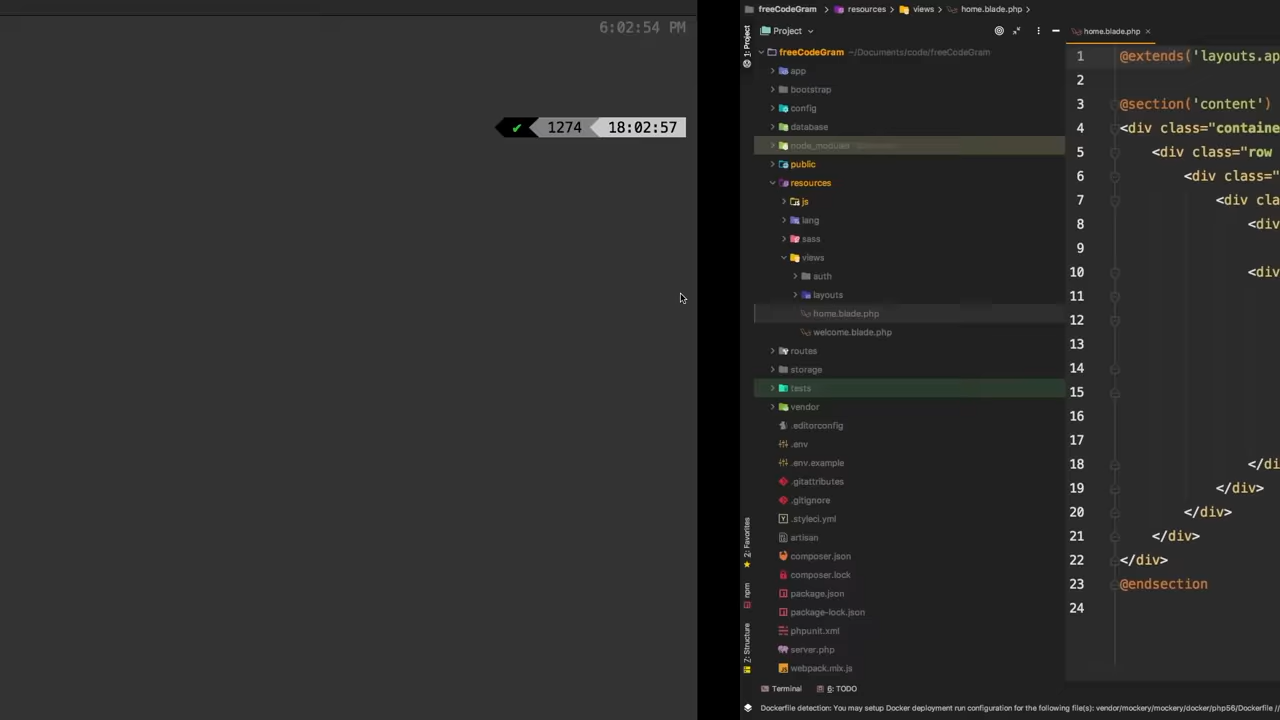 6:02:54 PM
✔ 1274 18:02:57
freeCodeGram > resources > views > home.blade.php >
1: Project
Project
home.blade.php ×
freeCodeGram ~/Documents/code/freeCodeGram
app
bootstrap
config
database
node_modules
public
resources
js
lang
sass
views
auth
layouts
home.blade.php
welcome.blade.php
routes
storage
tests
vendor
.editorconfig
.env
.env.example
.gitattributes
.gitignore
.styleci.yml
artisan
composer.json
composer.lock
package.json
package-lock.json
phpunit.xml
server.php
webpack.mix.js
2: Favorites
npm
Z: Structure
1 @extends('layouts.ap
2
3 @section('content')
4 <div class="containe
5 <div class="row
6 <div class="
7 <div cla
8 <div
9
10 <div
11
12
13
14
15
16
17
18 </di
19 </div>
20 </div>
21 </div>
22 </div>
23 @endsection
24
Terminal
6: TODO
Dockerfile detection: You may setup Docker deployment run configuration for the following file(s): vendor/mockery/mockery/docker/php56/Dockerfile //